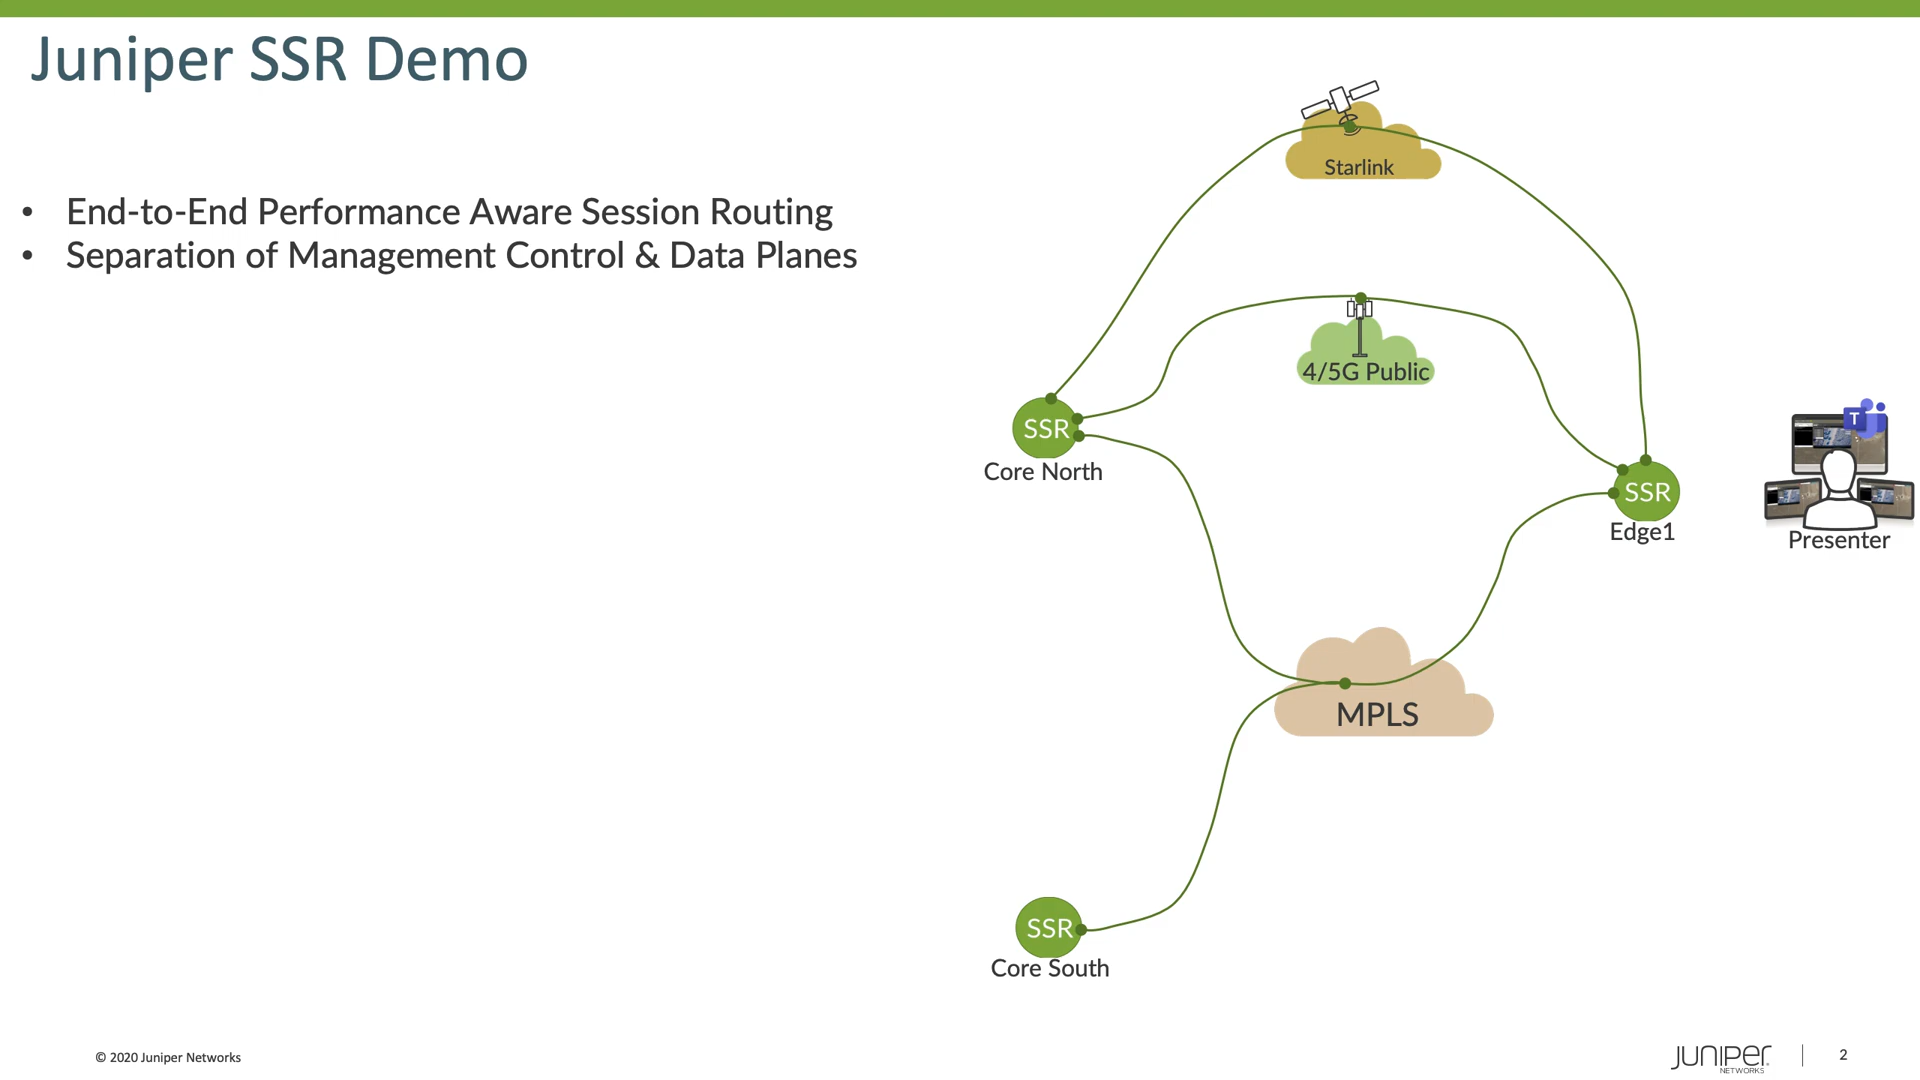 Juniper SSR Demo
• End-to-End Performance Aware Session Routing
• Separation of Management Control & Data Planes
Starlink
4/5G Public
SSR
Core North
T
SSR
Edge1
Presenter
MPLS
SSR
Core South
© 2020 Juniper Networks
JUNIPER
NETWORKS
2